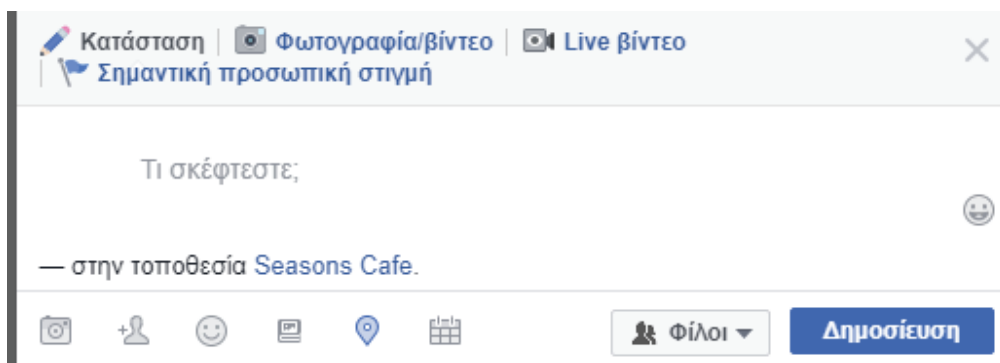 Κατάσταση Φωτογραφία/βίντεο Live βίντεο
Σημαντική προσωπική στιγμή
Τι σκέφτεστε;
— στην τοποθεσία Seasons Cafe.
Φίλοι Δημοσίευση